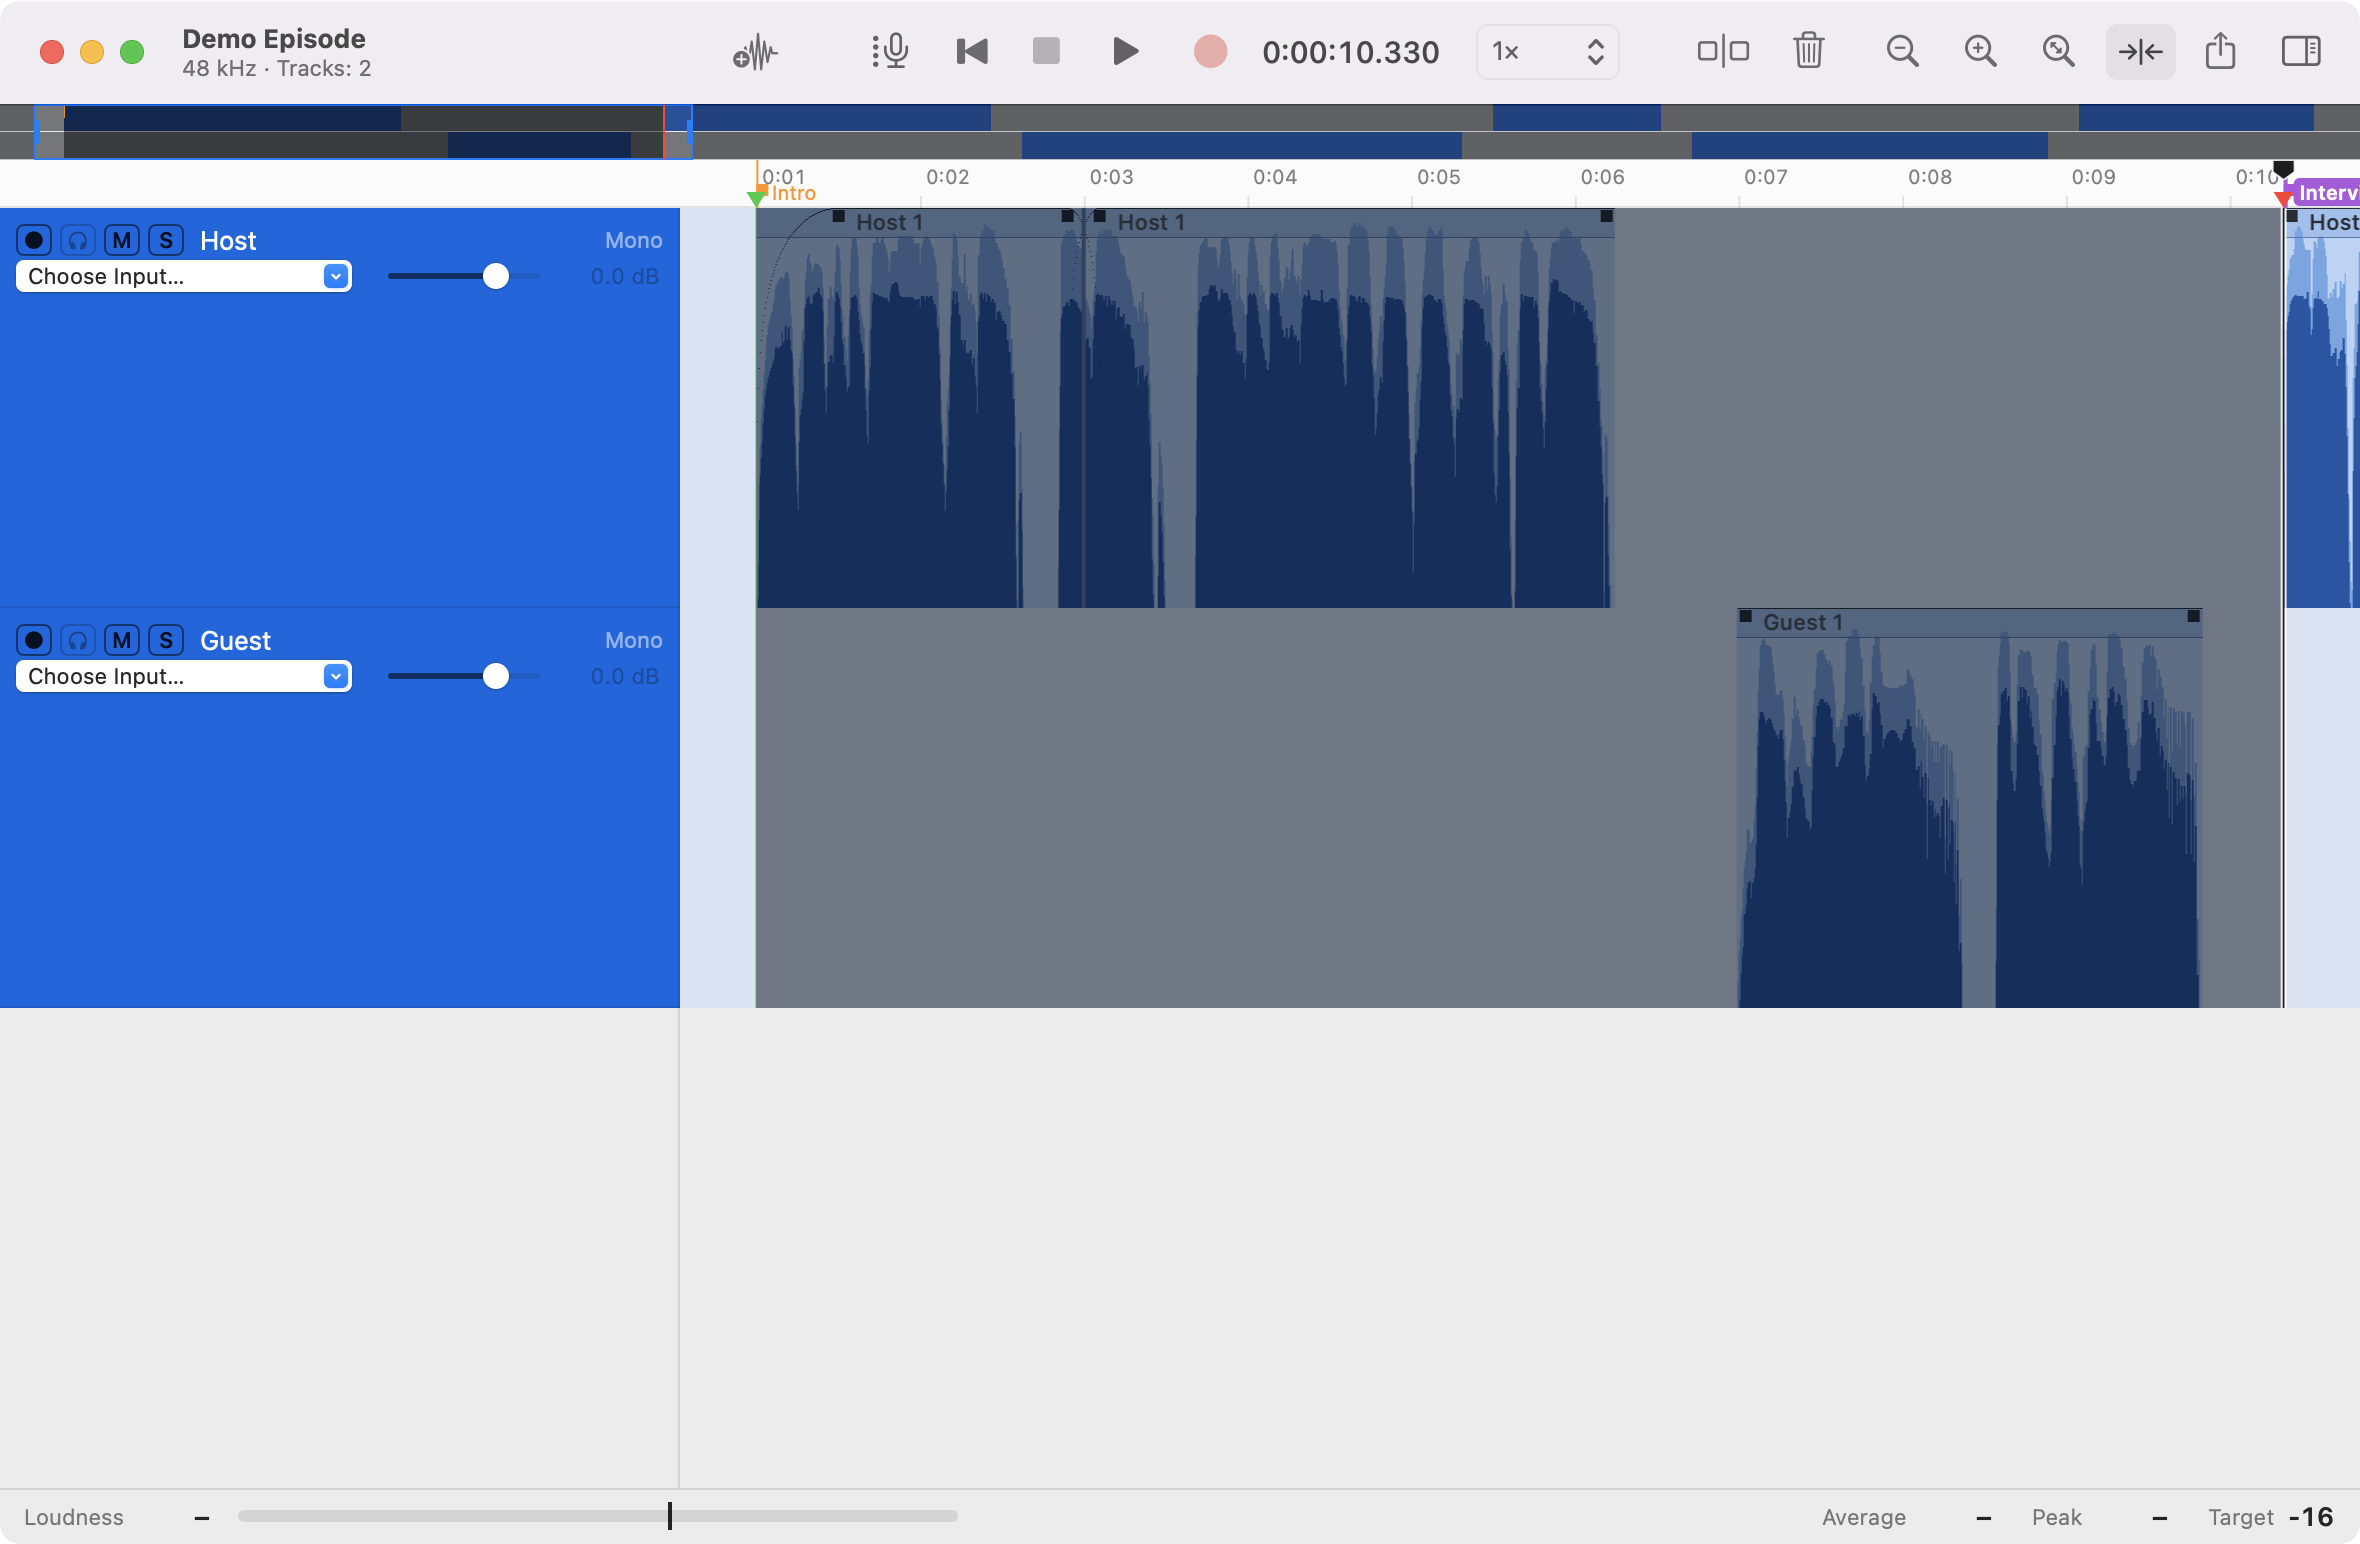 Demo Episode
48 kHz · Tracks: 2
0:00:10.330
1×
0:01 0:02 0:03 0:04 0:05 0:06 0:07 0:08 0:09 0:10
Intro
Host 1 Host 1
M S Host Mono
Choose Input... 0.0 dB
M S Guest Mono
Choose Input... 0.0 dB
Guest 1
Loudness – Average – Peak – Target -16